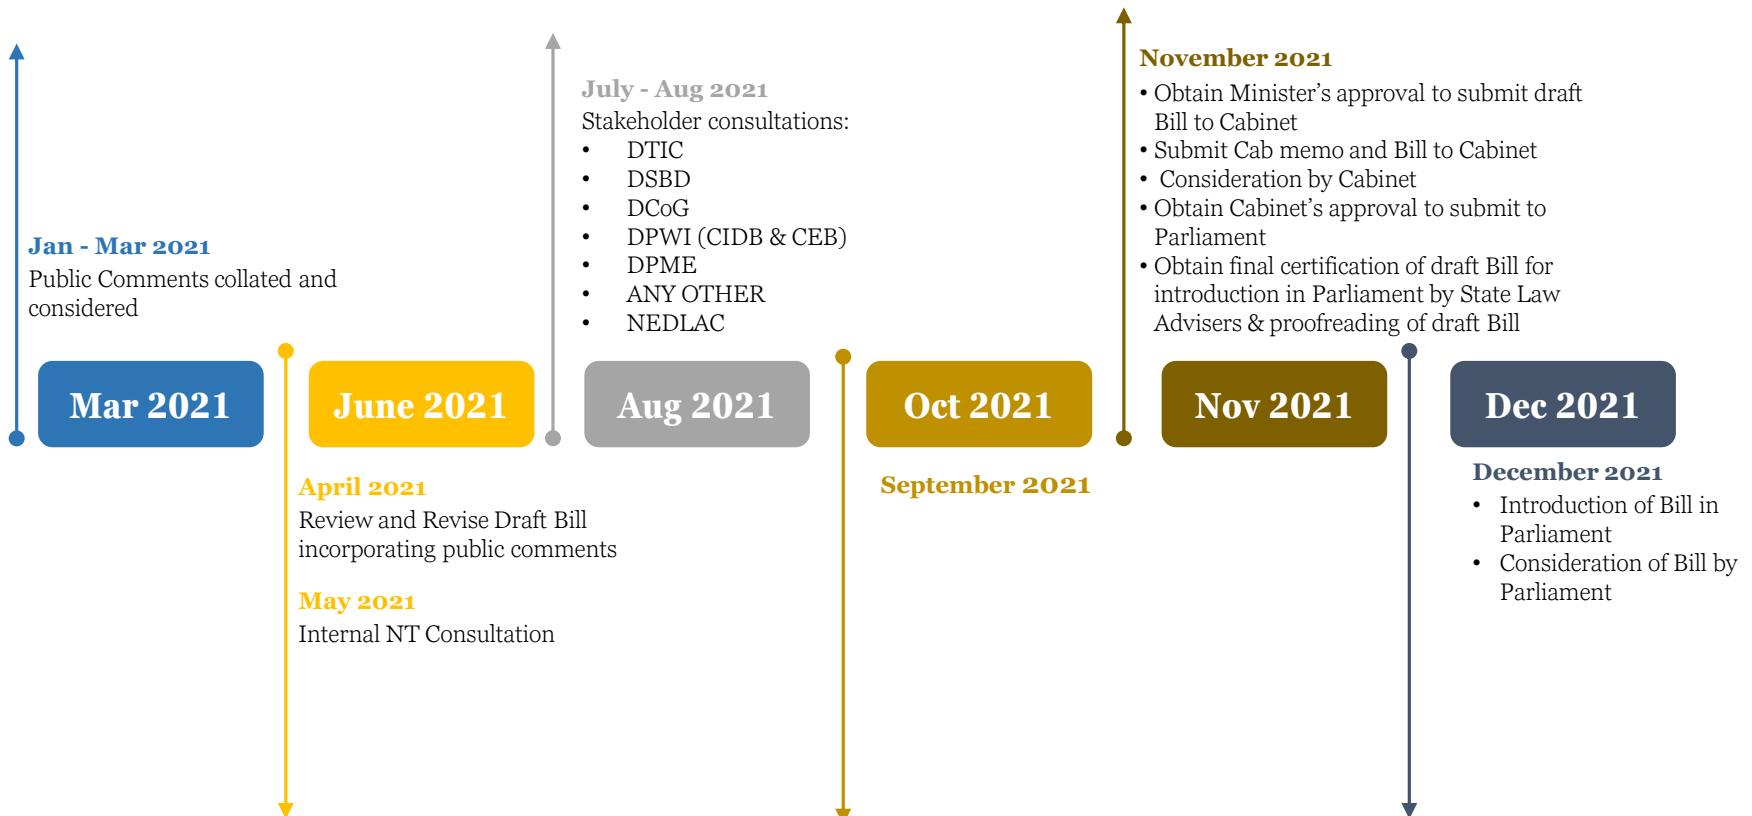 Jan - Mar 2021
Public Comments collated and
considered
July - Aug 2021
Stakeholder consultations:
• DTIC
• DSBD
• DCoG
• DPWI (CIDB & CEB)
• DPME
• ANY OTHER
• NEDLAC
November 2021
• Obtain Minister’s approval to submit draft
Bill to Cabinet
• Submit Cab memo and Bill to Cabinet
• Consideration by Cabinet
• Obtain Cabinet’s approval to submit to
Parliament
• Obtain final certification of draft Bill for
introduction in Parliament by State Law
Advisers & proofreading of draft Bill
Mar 2021
June 2021
Aug 2021
Oct 2021
Nov 2021
Dec 2021
April 2021
Review and Revise Draft Bill
incorporating public comments
May 2021
Internal NT Consultation
September 2021
December 2021
• Introduction of Bill in
Parliament
• Consideration of Bill by
Parliament